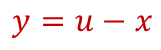 y = u − x